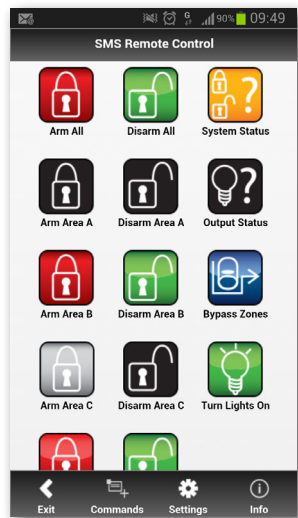 G
90%
09:49
SMS Remote Control
Arm All
Disarm All
System Status
Arm Area A
Disarm Area A
Output Status
Arm Area B
Disarm Area B
Bypass Zones
Arm Area C
Disarm Area C
Turn Lights On
Exit
Commands
Settings
Info